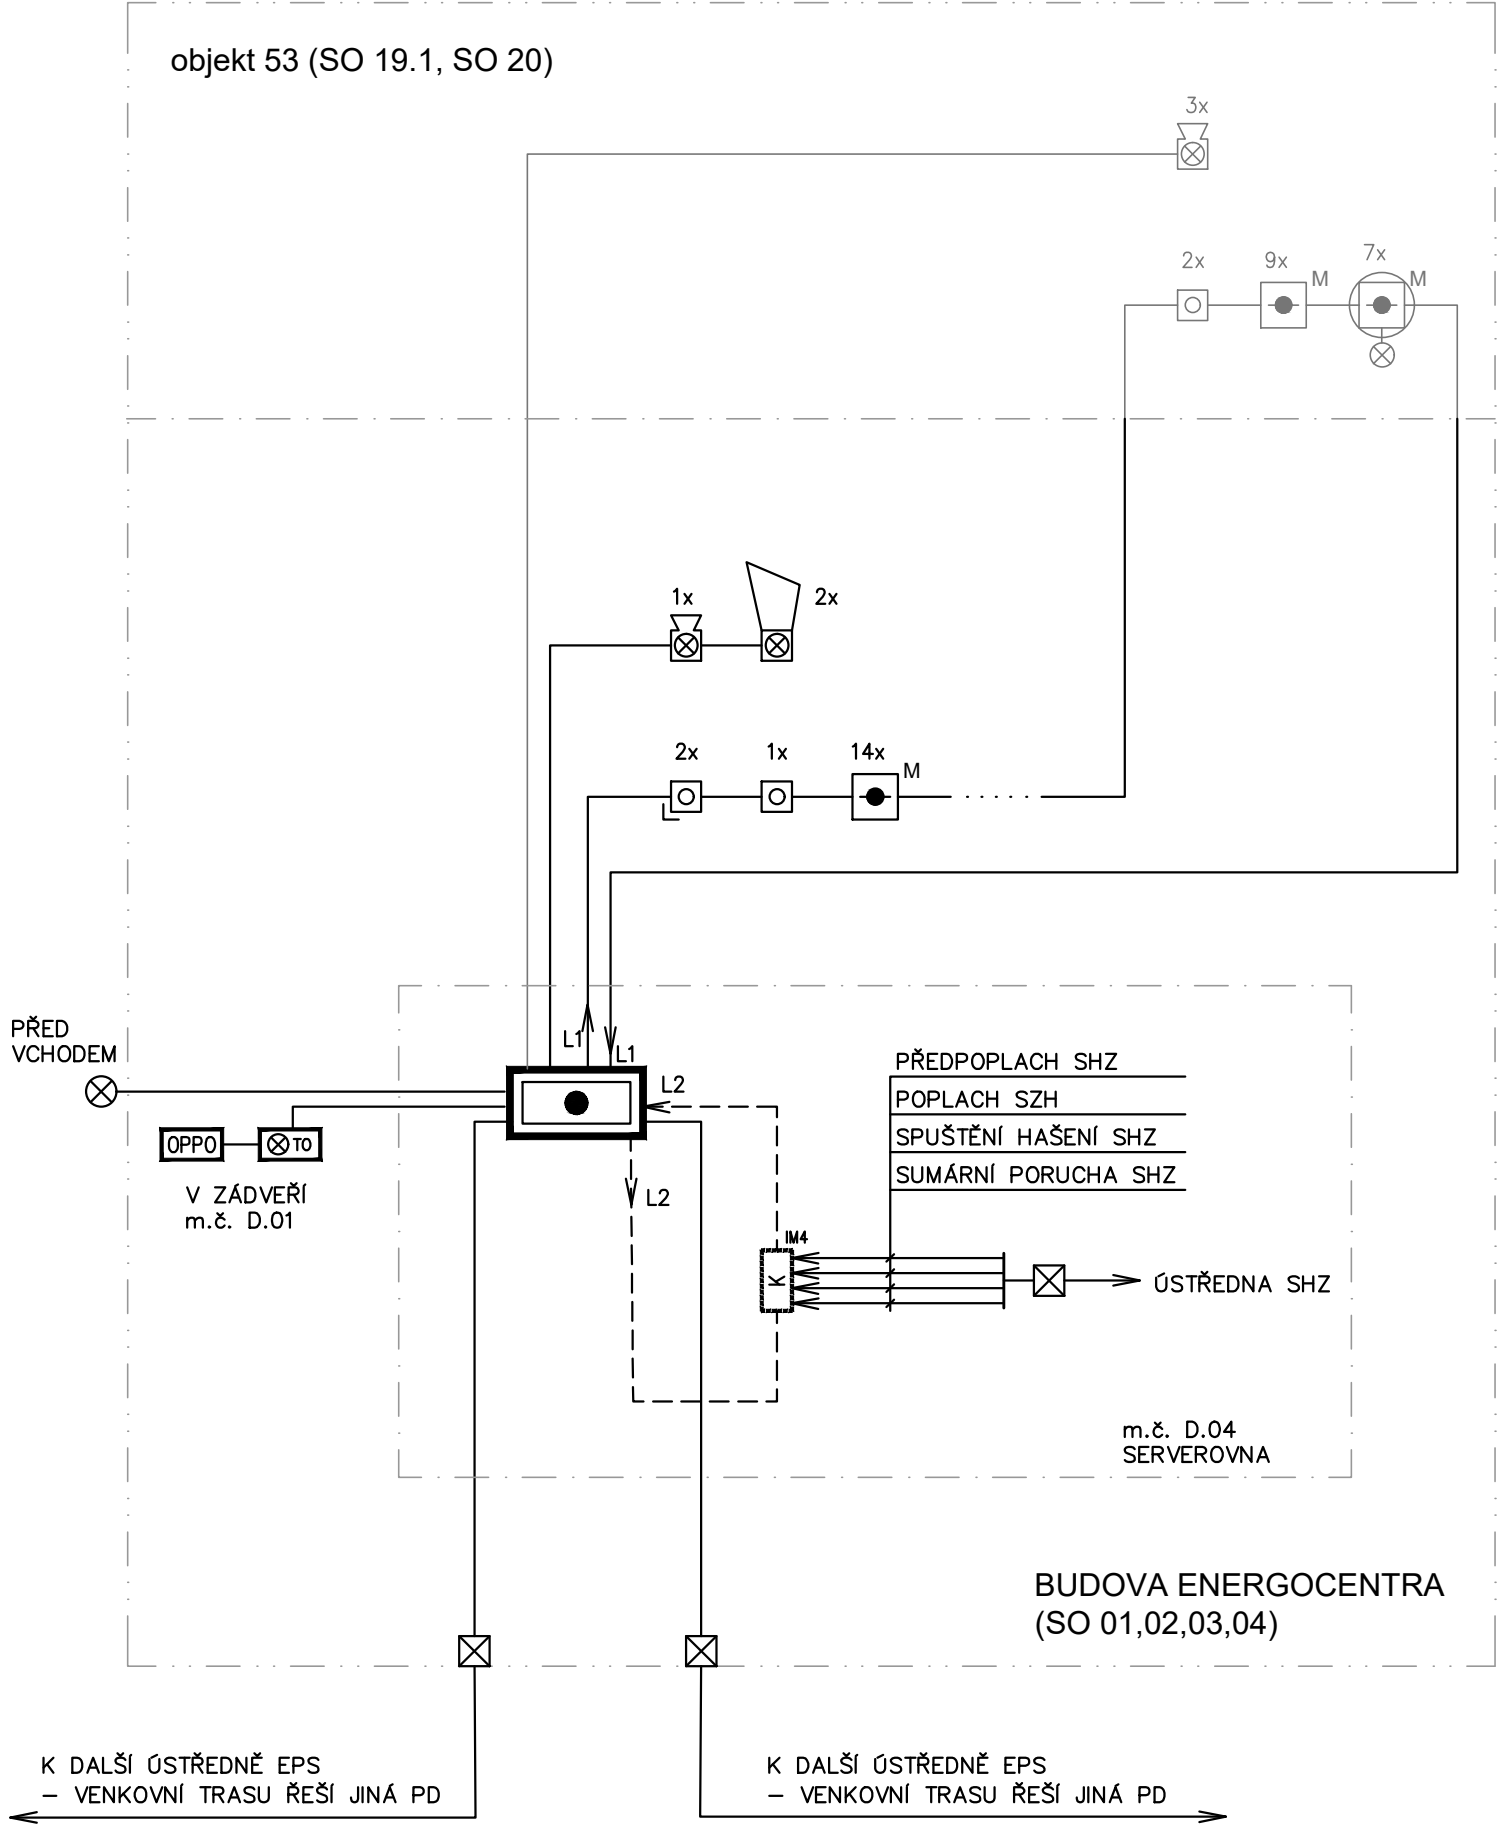 objekt 53 (SO 19.1, SO 20)
3x
2x
9x
M
7x
M
1x
2x
2x
1x
14x
M
PŘED
VCHODEM
L1
L1
L2
L2
OPPO
TO
V ZÁDVEŘÍ
m.č. D.01
PŘEDPOPLACH SHZ
POPLACH SZH
SPUŠTĚNÍ HAŠENÍ SHZ
SUMÁRNÍ PORUCHA SHZ
IM4
K
ÚSTŘEDNA SHZ
m.č. D.04
SERVEROVNA
BUDOVA ENERGOCENTRA
(SO 01,02,03,04)
K DALŠÍ ÚSTŘEDNĚ EPS
– VENKOVNÍ TRASU ŘEŠÍ JINÁ PD
K DALŠÍ ÚSTŘEDNĚ EPS
– VENKOVNÍ TRASU ŘEŠÍ JINÁ PD